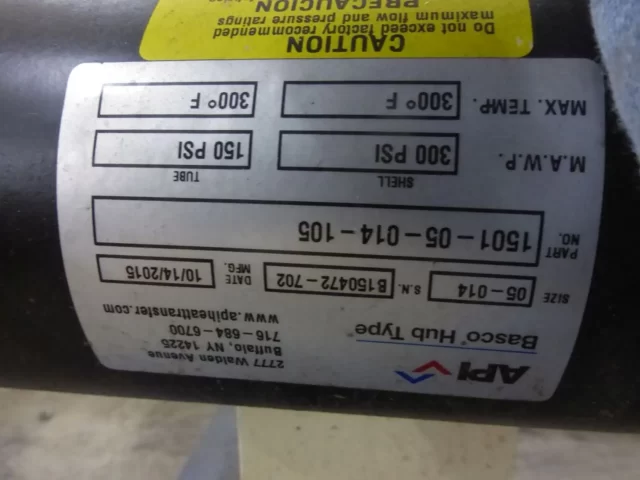 API
Basco® Hub Type
2777 Walden Avenue
Buffalo, NY 14225
716-684-6700
www.apiheattransfer.com
SIZE 05-014 S.N. B150472-702 DATE MFG. 10/14/2015
PART NO. 1501-05-014-105
SHELL TUBE
M.A.W.P. 300 PSI 150 PSI
MAX. TEMP. 300° F 300° F
CAUTION
Do not exceed factory recommended
maximum flow and pressure ratings
PRECAUCION